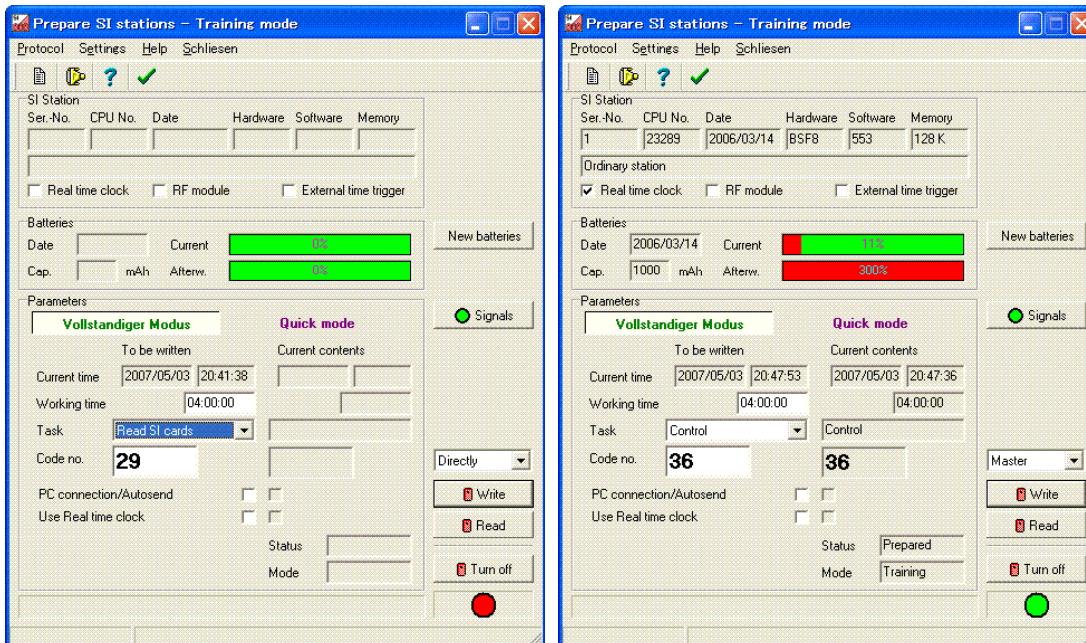 Prepare SI stations - Training mode
Protocol Settings Help Schliesen
SI Station
Ser.-No. CPU No. Date Hardware Software Memory
Real time clock RF module External time trigger
Batteries
Date Current 0%
Cap. mAh Afterw. 0%
New batteries
Parameters
Vollstandiger Modus Quick mode
Signals
To be written Current contents
Current time 2007/05/03 20:41:38
Working time 04:00:00
Task Read SI cards
Code no. 29
Directly
PC connection/Autosend
Write
Use Real time clock
Read
Status
Mode
Turn off
Prepare SI stations - Training mode
Protocol Settings Help Schliesen
SI Station
Ser.-No. CPU No. Date Hardware Software Memory
1 23289 2006/03/14 BSF8 553 128 K
Ordinary station
Real time clock RF module External time trigger
Batteries
Date 2006/03/14 Current 11%
Cap. 1000 mAh Afterw. 300%
New batteries
Parameters
Vollstandiger Modus Quick mode
Signals
To be written Current contents
Current time 2007/05/03 20:47:53 2007/05/03 20:47:36
Working time 04:00:00 04:00:00
Task Control Control
Code no. 36 36
Master
PC connection/Autosend
Write
Use Real time clock
Read
Status Prepared
Mode Training
Turn off